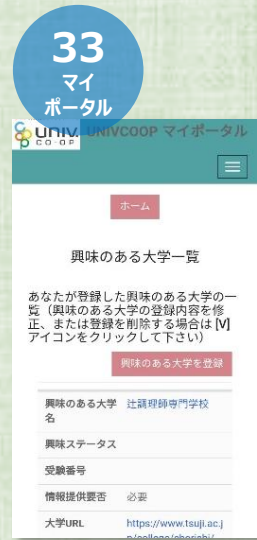 33
マイ
ポータル
UNIV.
CO-OP
UNIVCOOP マイポータル
ホーム
興味のある大学一覧
あなたが登録した興味のある大学の一
覧（興味のある大学の登録内容を修
正、または登録を削除する場合は [V]
アイコンをクリックして下さい）
興味のある大学を登録
興味のある大学 辻調理師専門学校
名
興味ステータス
受験番号
情報提供要否 必要
大学URL https://www.tsuji.ac.j